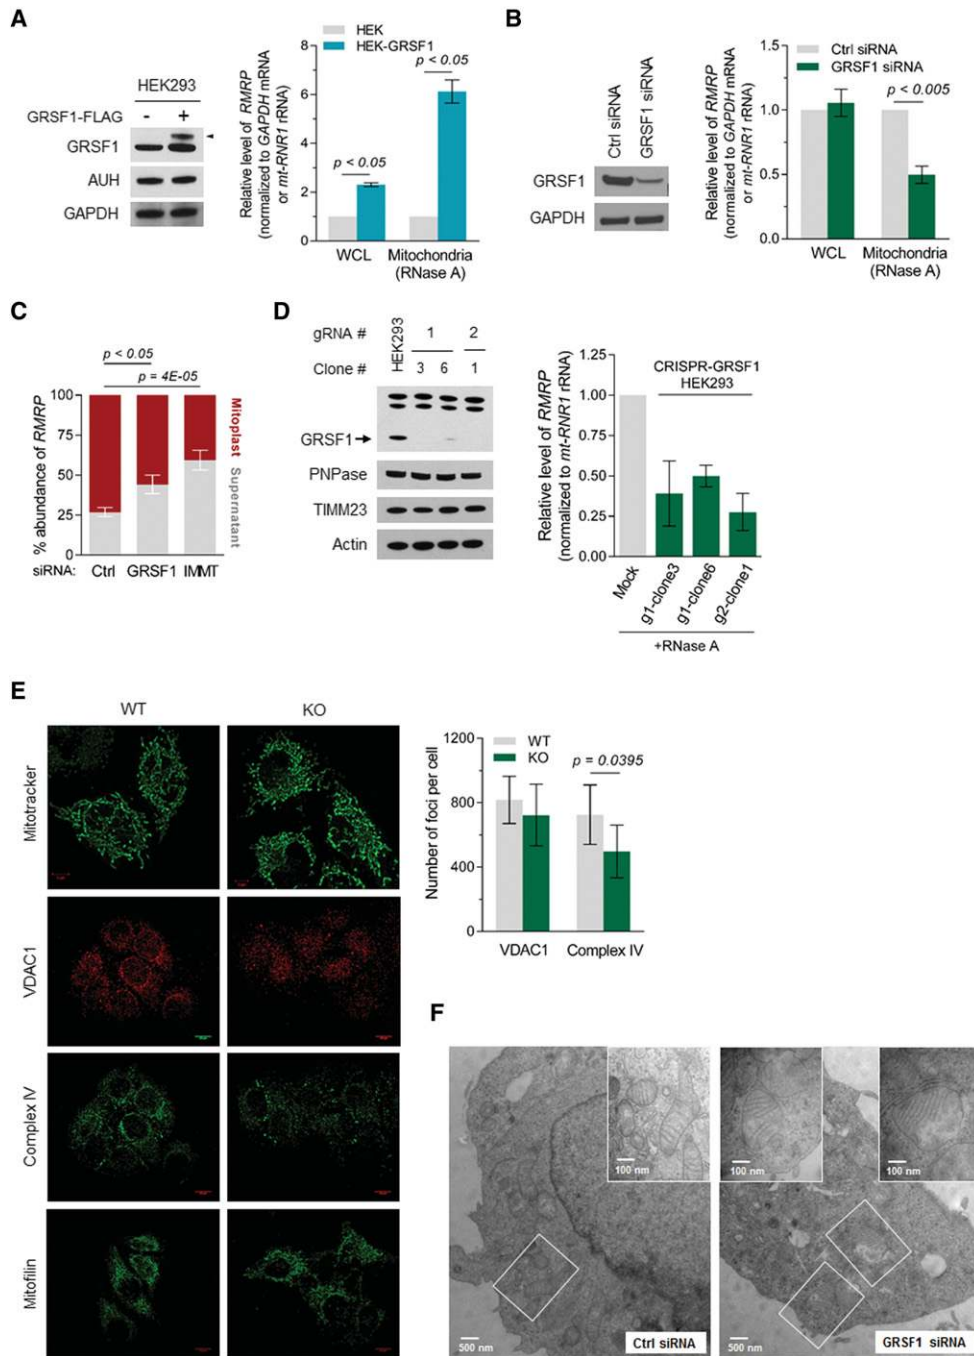 A
HEK293
GRSF1-FLAG - +
GRSF1
AUH
GAPDH
HEK
HEK-GRSF1
Relative level of RMRP
(normalized to GAPDH mRNA
or mt-RNR1 rRNA)
8
6
4
2
0
p < 0.05
p < 0.05
WCL
Mitochondria
(RNase A)
B
Ctrl siRNA
GRSF1 siRNA
GRSF1
GAPDH
Ctrl siRNA
GRSF1 siRNA
Relative level of RMRP
(normalized to GAPDH mRNA
or mt-RNR1 rRNA)
1.5
1.0
0.5
0.0
p < 0.005
WCL
Mitochondria
(RNase A)
C
p < 0.05
p = 4E-05
% abundance of RMRP
100
75
50
25
0
Mitoplast
Supernatant
siRNA: Ctrl GRSF1 IMMT
D
gRNA # HEK293 1 2
Clone # 3 6 1
GRSF1
PNPase
TIMM23
Actin
Relative level of RMRP
(normalized to mt-RNR1 rRNA)
1.25
1.00
0.75
0.50
0.25
0.00
CRISPR-GRSF1
HEK293
Mock
g1-clone3
g1-clone6
g2-clone1
+RNase A
E
WT KO
Mitotracker
VDAC1
Complex IV
Mitofilin
WT
KO
Number of foci per cell
1200
800
400
0
p = 0.0395
VDAC1 Complex IV
F
100 nm
500 nm
Ctrl siRNA
100 nm
100 nm
500 nm
GRSF1 siRNA